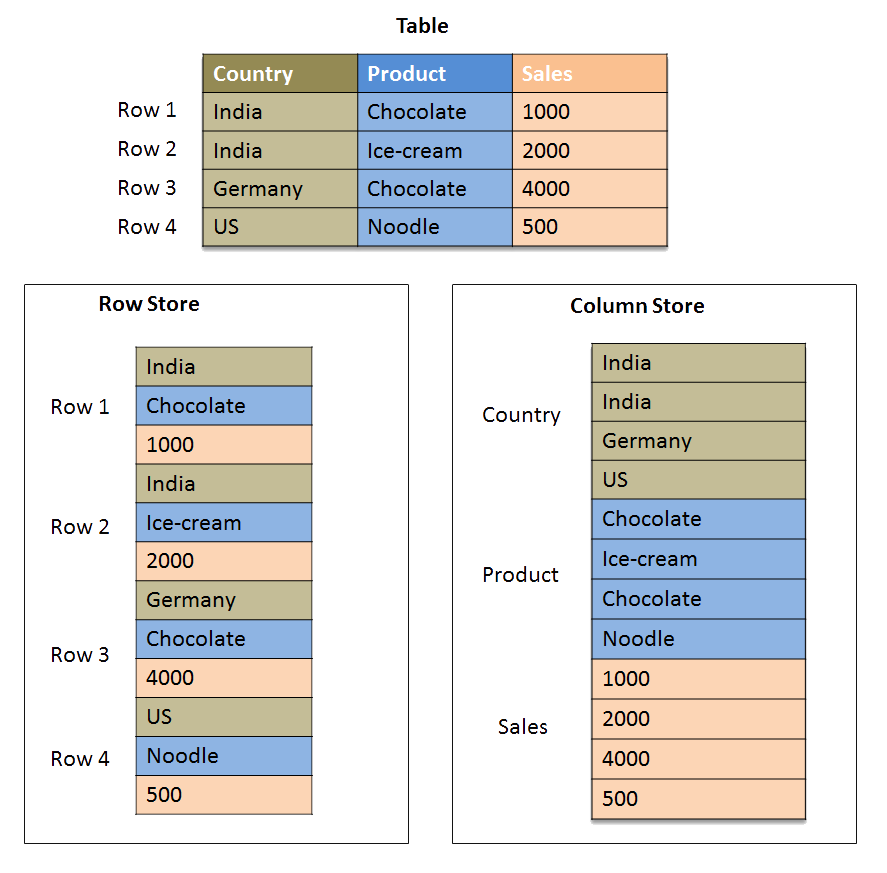 Table
Country Product Sales
Row 1 India Chocolate 1000
Row 2 India Ice-cream 2000
Row 3 Germany Chocolate 4000
Row 4 US Noodle 500
Row Store
India
Row 1 Chocolate
1000
India
Row 2 Ice-cream
2000
Germany
Row 3 Chocolate
4000
US
Row 4 Noodle
500
Column Store
India
Country India
Germany
US
Chocolate
Product Ice-cream
Chocolate
Noodle
1000
Sales 2000
4000
500